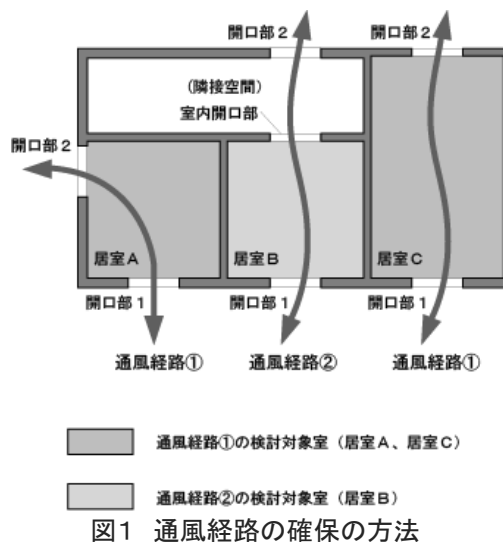 開口部2
開口部2
(隣接空間)
室内開口部
開口部2
居室A
居室B
居室C
開口部1
開口部1
開口部1
通風経路①
通風経路②
通風経路①
通風経路①の検討対象室(居室A、居室C)
通風経路②の検討対象室(居室B)
図1 通風経路の確保の方法